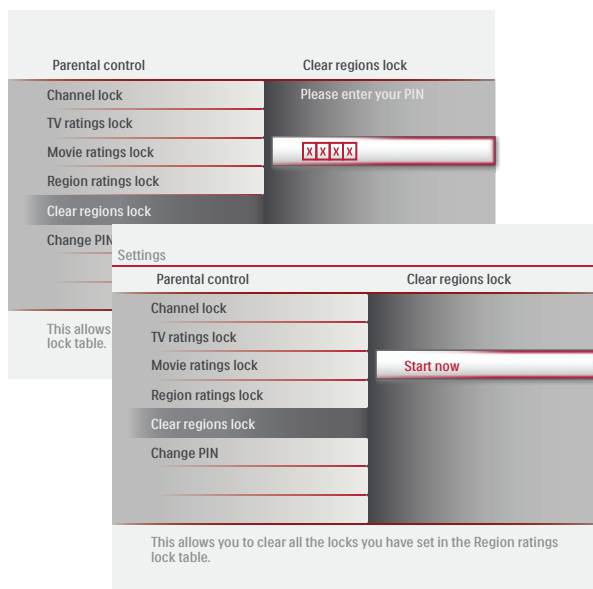 Parental control
Clear regions lock
Channel lock
Please enter your PIN
TV ratings lock
Movie ratings lock
X X X X
Region ratings lock
Clear regions lock
Change PIN
This allows
lock table.
Settings
Parental control
Clear regions lock
Channel lock
TV ratings lock
Movie ratings lock
Start now
Region ratings lock
Clear regions lock
Change PIN
This allows you to clear all the locks you have set in the Region ratings
lock table.